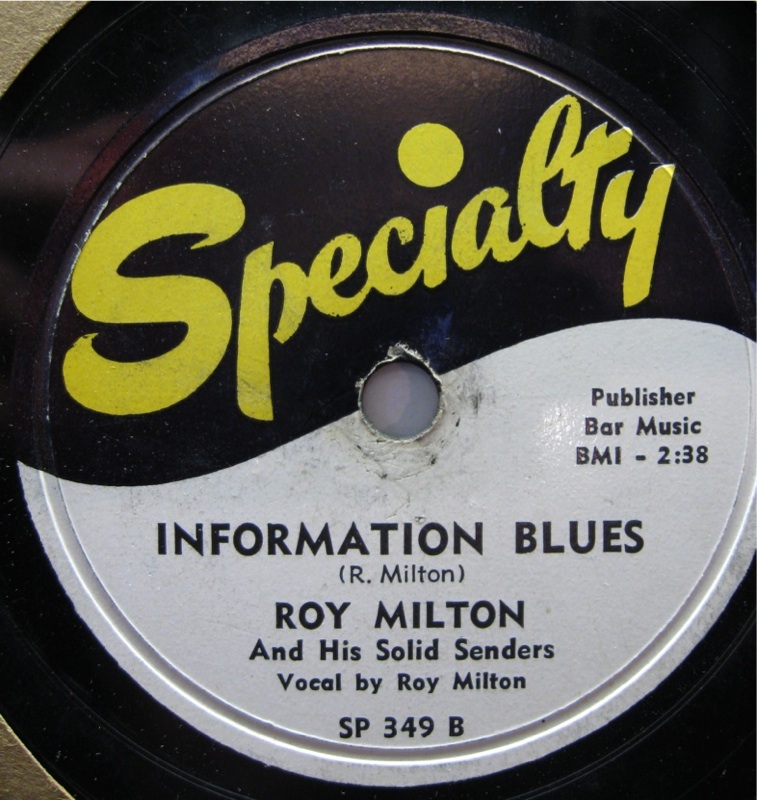 Specialty
Publisher
Bar Music
BMI - 2:38
INFORMATION BLUES
(R. Milton)
ROY MILTON
And His Solid Senders
Vocal by Roy Milton
SP 349 B